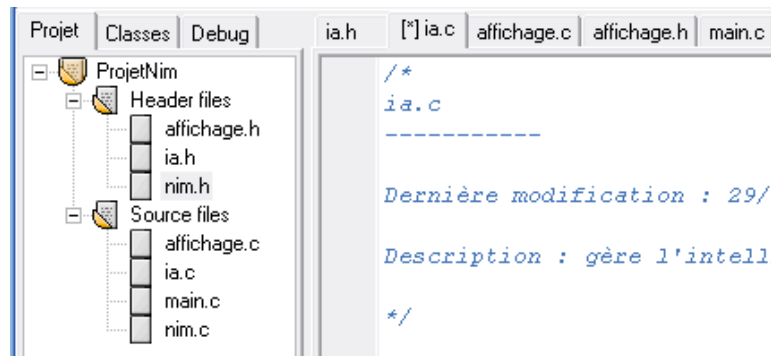 Projet Classes Debug
ia.h [*] ia.c affichage.c affichage.h main.c
ProjetNim
Header files
affichage.h
ia.h
nim.h
Source files
affichage.c
ia.c
main.c
nim.c
/*
ia.c
-----------
Dernière modification : 29/
Description : gère l'intell
*/